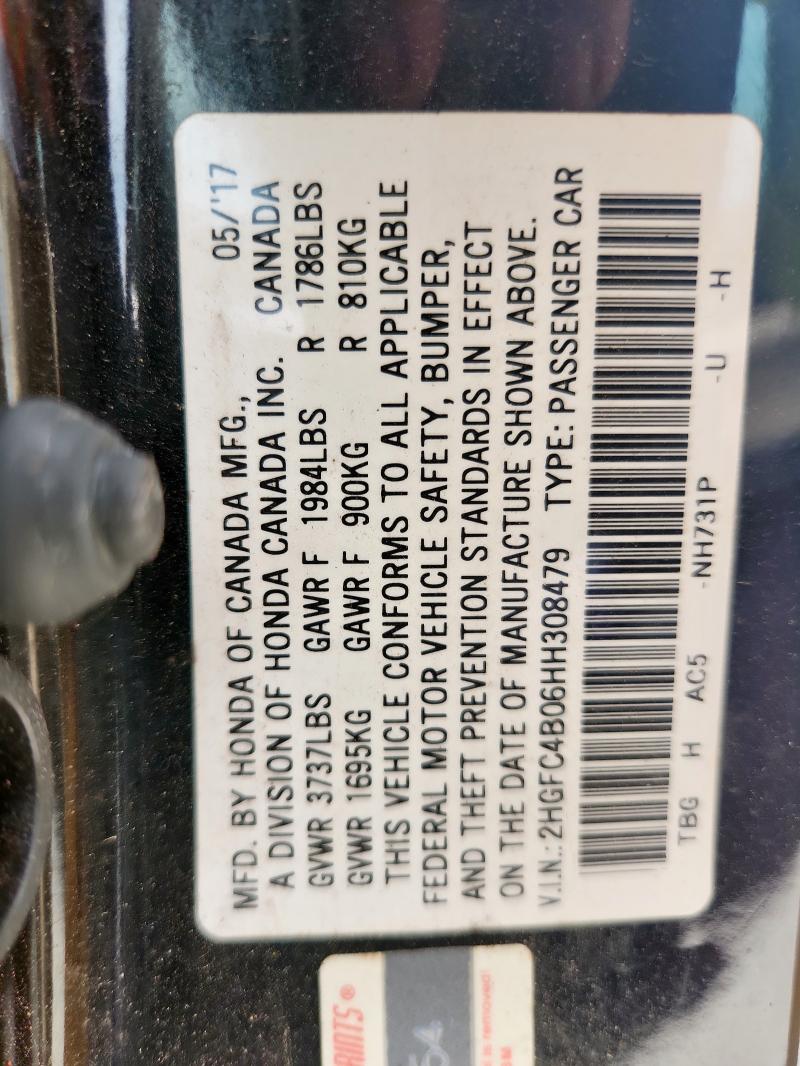 MFD. BY HONDA OF CANADA MFG., 05/'17
A DIVISION OF HONDA CANADA INC. CANADA
GVWR 3737LBS GAWR F 1984LBS R 1786LBS
GVWR 1695KG GAWR F 900KG R 810KG
THIS VEHICLE CONFORMS TO ALL APPLICABLE
FEDERAL MOTOR VEHICLE SAFETY, BUMPER,
AND THEFT PREVENTION STANDARDS IN EFFECT
ON THE DATE OF MANUFACTURE SHOWN ABOVE.
V.I.N.: 2HGFC4B06HH308479 TYPE: PASSENGER CAR
TBG H AC5 -NH731P -U -H
is removed!